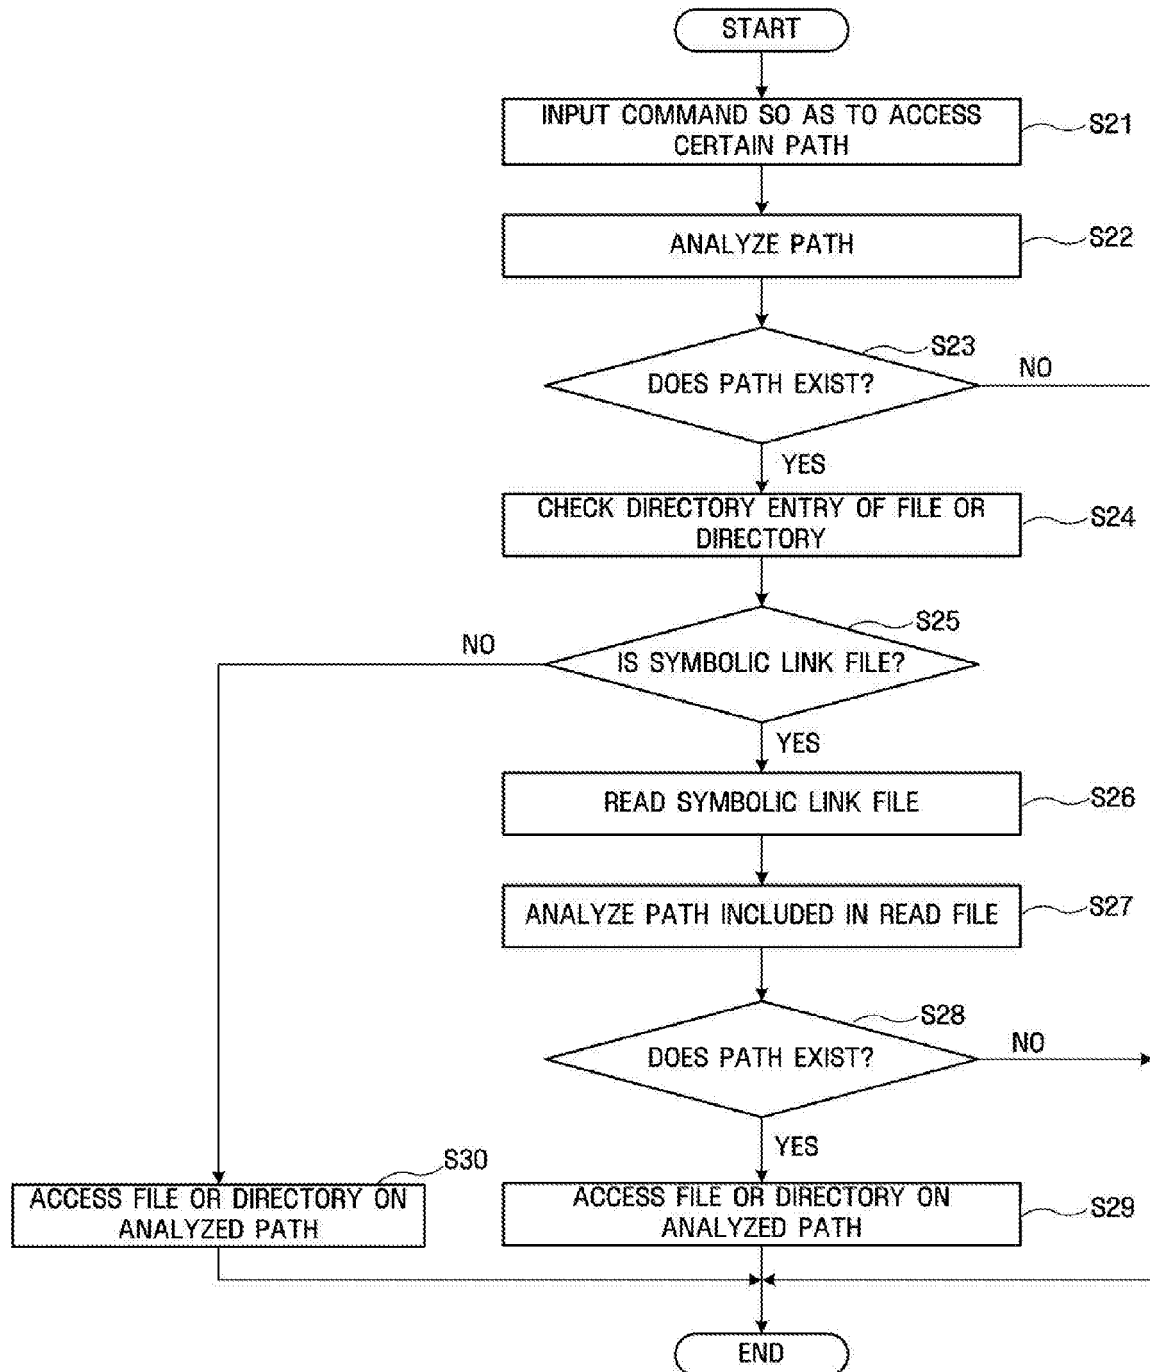 START
INPUT COMMAND SO AS TO ACCESS
CERTAIN PATH
S21
ANALYZE PATH
S22
S23
DOES PATH EXIST?
NO
YES
CHECK DIRECTORY ENTRY OF FILE OR
DIRECTORY
S24
S25
NO
IS SYMBOLIC LINK FILE?
YES
READ SYMBOLIC LINK FILE
S26
ANALYZE PATH INCLUDED IN READ FILE
S27
S28
DOES PATH EXIST?
NO
YES
S30
ACCESS FILE OR DIRECTORY ON
ANALYZED PATH
ACCESS FILE OR DIRECTORY ON
ANALYZED PATH
S29
END